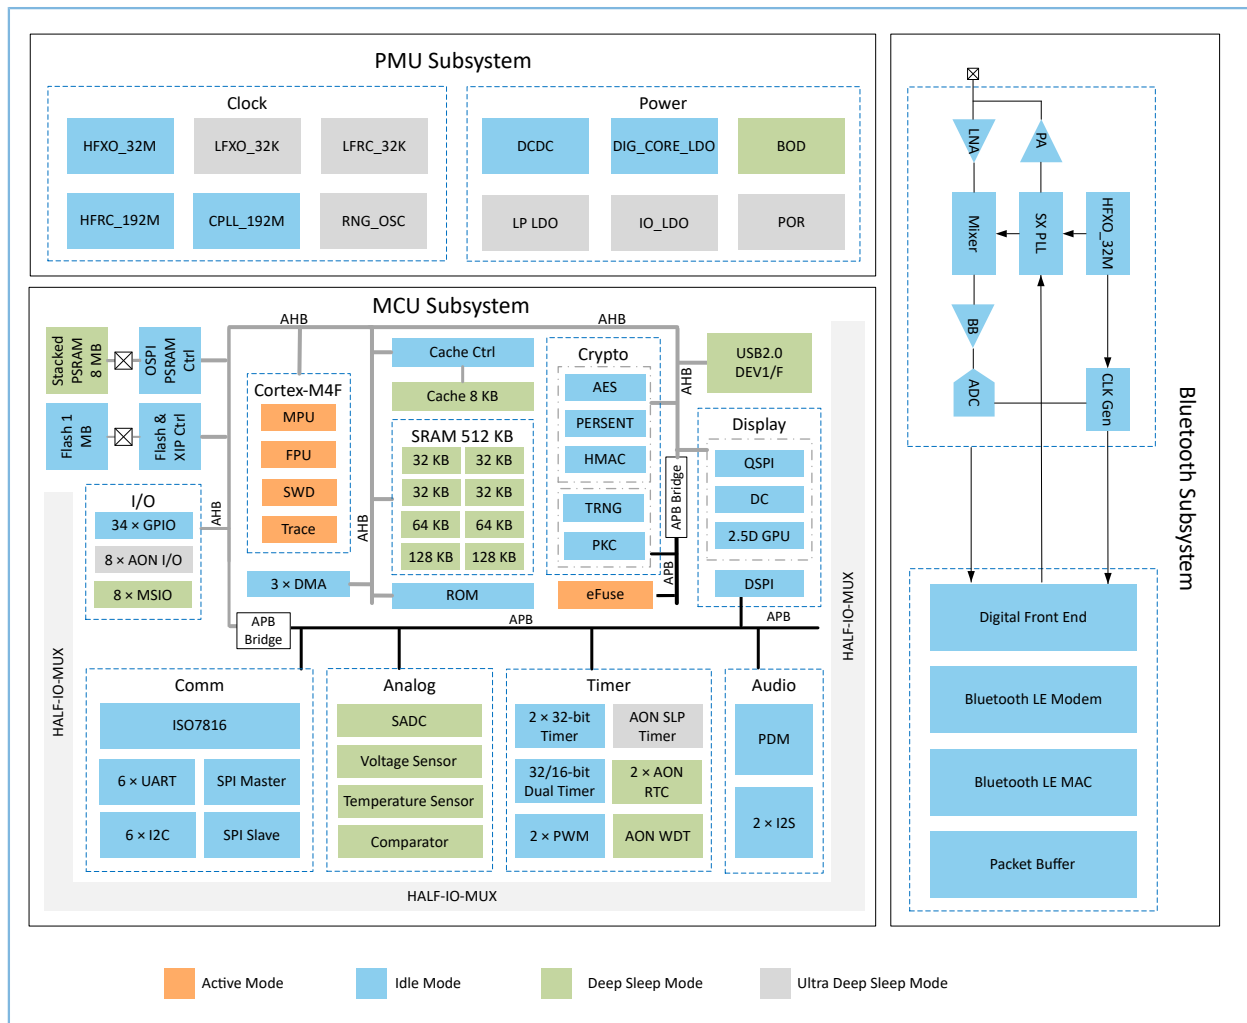 PMU Subsystem
Clock
HFXO_32M
LFXO_32K
LFRC_32K
HFRC_192M
CPLL_192M
RNG_OSC
Power
DCDC
DIG_CORE_LDO
BOD
LP LDO
IO_LDO
POR
MCU Subsystem
AHB
AHB
Stacked
PSRAM
8 MB
OSPI
PSRAM
Ctrl
Flash 1
MB
Flash &
XIP Ctrl
I/O
34 × GPIO
8 × AON I/O
8 × MSIO
AHB
Cortex-M4F
MPU
FPU
SWD
Trace
3 × DMA
AHB
Cache Ctrl
Cache 8 KB
SRAM 512 KB
32 KB
32 KB
32 KB
32 KB
64 KB
64 KB
128 KB
128 KB
ROM
Crypto
AES
PERSENT
HMAC
TRNG
PKC
eFuse
AHB
APB Bridge
APB
USB2.0
DEV1/F
Display
QSPI
DC
2.5D GPU
DSPI
APB
Bridge
APB
APB
HALF-IO-MUX
HALF-IO-MUX
Comm
ISO7816
6 × UART
SPI Master
6 × I2C
SPI Slave
Analog
SADC
Voltage Sensor
Temperature Sensor
Comparator
Timer
2 × 32-bit
Timer
AON SLP
Timer
32/16-bit
Dual Timer
2 × AON
RTC
2 × PWM
AON WDT
Audio
PDM
2 × I2S
HALF-IO-MUX
Bluetooth Subsystem
LNA
PA
Mixer
SX PLL
HFXO_32M
BB
ADC
CLK Gen
Digital Front End
Bluetooth LE Modem
Bluetooth LE MAC
Packet Buffer
Active Mode
Idle Mode
Deep Sleep Mode
Ultra Deep Sleep Mode